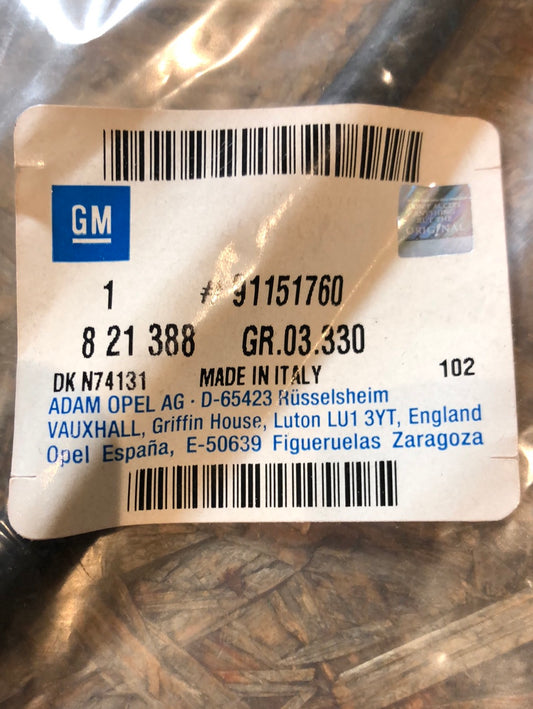 GM
ORIGINAL
1 # 91151760
8 21 388 GR.03.330
DK N74131 MADE IN ITALY 102
ADAM OPEL AG · D-65423 Rüsselsheim
VAUXHALL, Griffin House, Luton LU1 3YT, England
Opel España, E-50639 Figueruelas Zaragoza